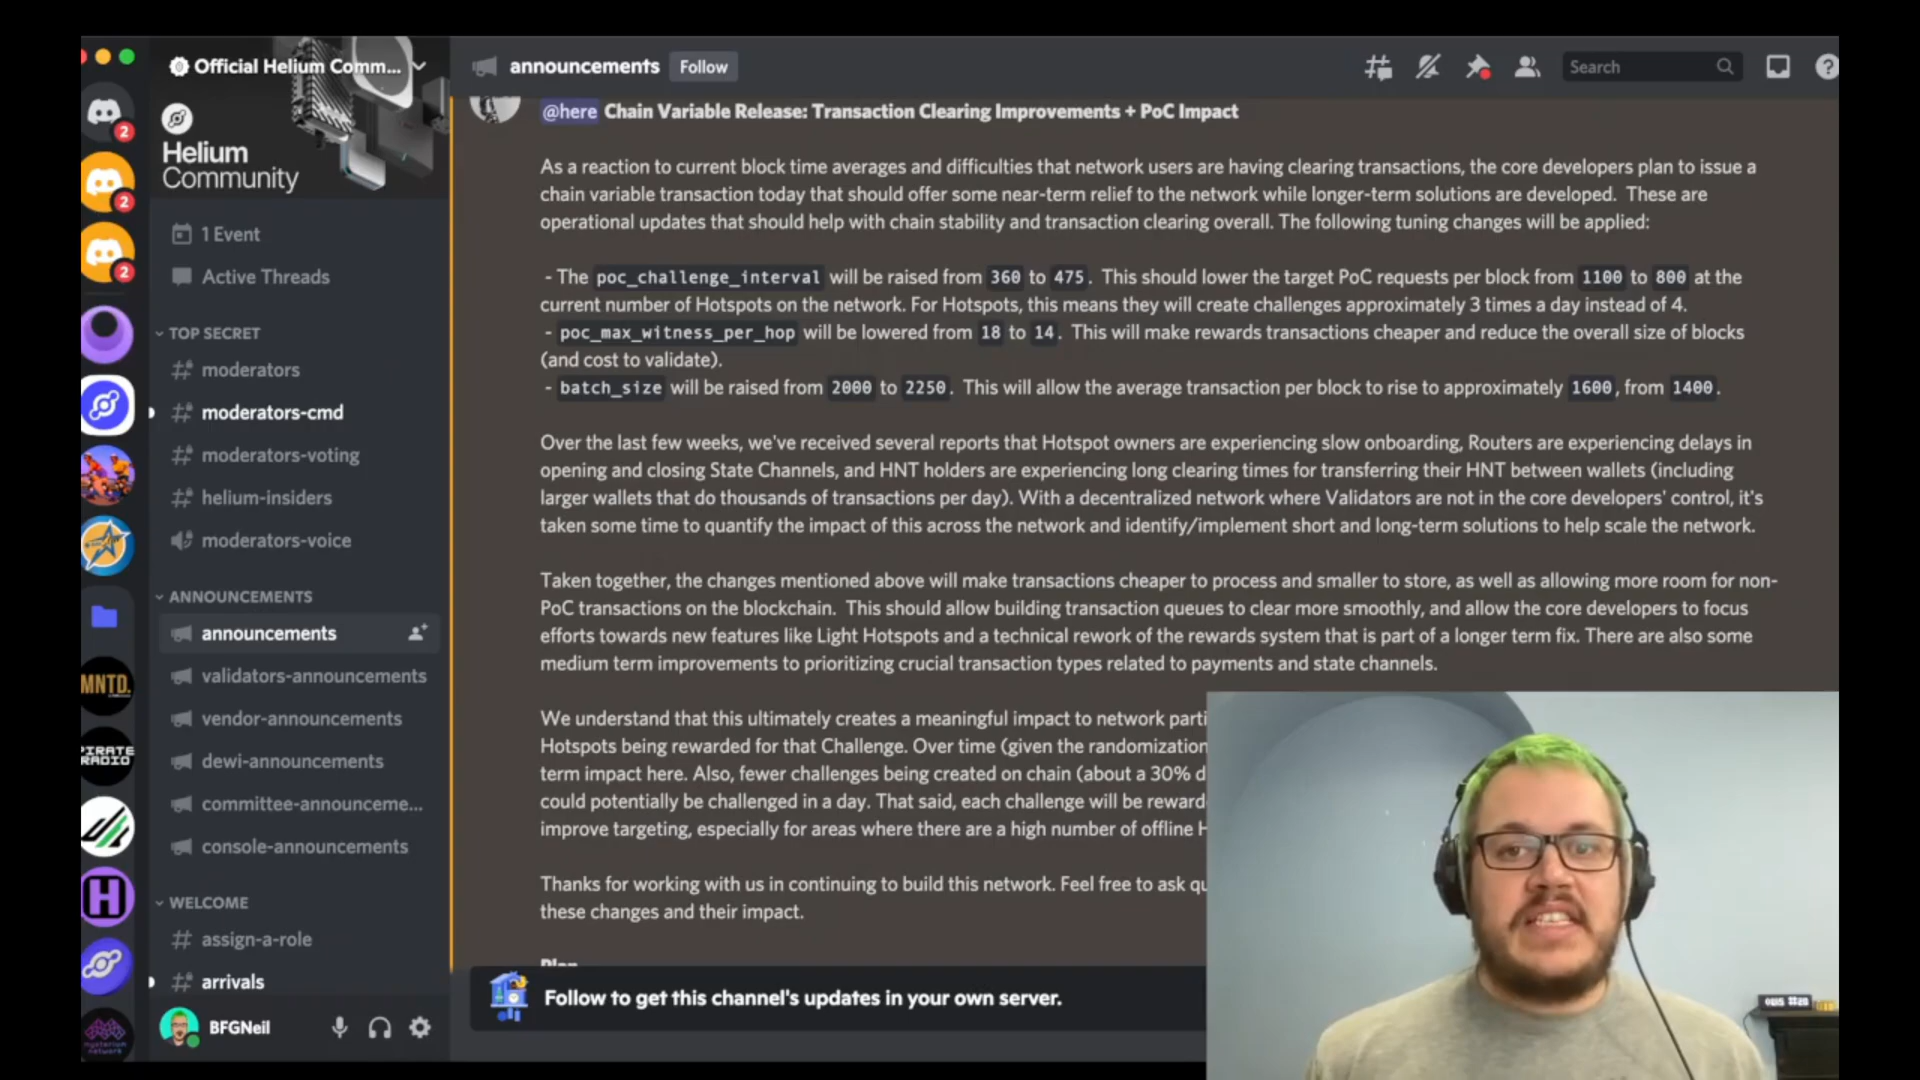 Official Helium Comm...
Helium
Community
1 Event
Active Threads
TOP SECRET
moderators
moderators-cmd
moderators-voting
helium-insiders
moderators-voice
ANNOUNCEMENTS
announcements
validators-announcements
vendor-announcements
dewi-announcements
committee-announceme...
console-announcements
WELCOME
assign-a-role
arrivals
BFGNeil
2
2
2
MNTD.
PIRATE
RADIO
H
mysterium
network
announcements
Follow
Search
@here Chain Variable Release: Transaction Clearing Improvements + PoC Impact
As a reaction to current block time averages and difficulties that network users are having clearing transactions, the core developers plan to issue a
chain variable transaction today that should offer some near-term relief to the network while longer-term solutions are developed. These are
operational updates that should help with chain stability and transaction clearing overall. The following tuning changes will be applied:
- The poc_challenge_interval will be raised from 360 to 475. This should lower the target PoC requests per block from 1100 to 800 at the
current number of Hotspots on the network. For Hotspots, this means they will create challenges approximately 3 times a day instead of 4.
- poc_max_witness_per_hop will be lowered from 18 to 14. This will make rewards transactions cheaper and reduce the overall size of blocks
(and cost to validate).
- batch_size will be raised from 2000 to 2250. This will allow the average transaction per block to rise to approximately 1600, from 1400.
Over the last few weeks, we've received several reports that Hotspot owners are experiencing slow onboarding, Routers are experiencing delays in
opening and closing State Channels, and HNT holders are experiencing long clearing times for transferring their HNT between wallets (including
larger wallets that do thousands of transactions per day). With a decentralized network where Validators are not in the core developers' control, it's
taken some time to quantify the impact of this across the network and identify/implement short and long-term solutions to help scale the network.
Taken together, the changes mentioned above will make transactions cheaper to process and smaller to store, as well as allowing more room for non-
PoC transactions on the blockchain. This should allow building transaction queues to clear more smoothly, and allow the core developers to focus
efforts towards new features like Light Hotspots and a technical rework of the rewards system that is part of a longer term fix. There are also some
medium term improvements to prioritizing crucial transaction types related to payments and state channels.
We understand that this ultimately creates a meaningful impact to network parti
Hotspots being rewarded for that Challenge. Over time (given the randomization
term impact here. Also, fewer challenges being created on chain (about a 30% d
could potentially be challenged in a day. That said, each challenge will be reward
improve targeting, especially for areas where there are a high number of offline H
Thanks for working with us in continuing to build this network. Feel free to ask qu
these changes and their impact.
Plan
Follow to get this channel's updates in your own server.